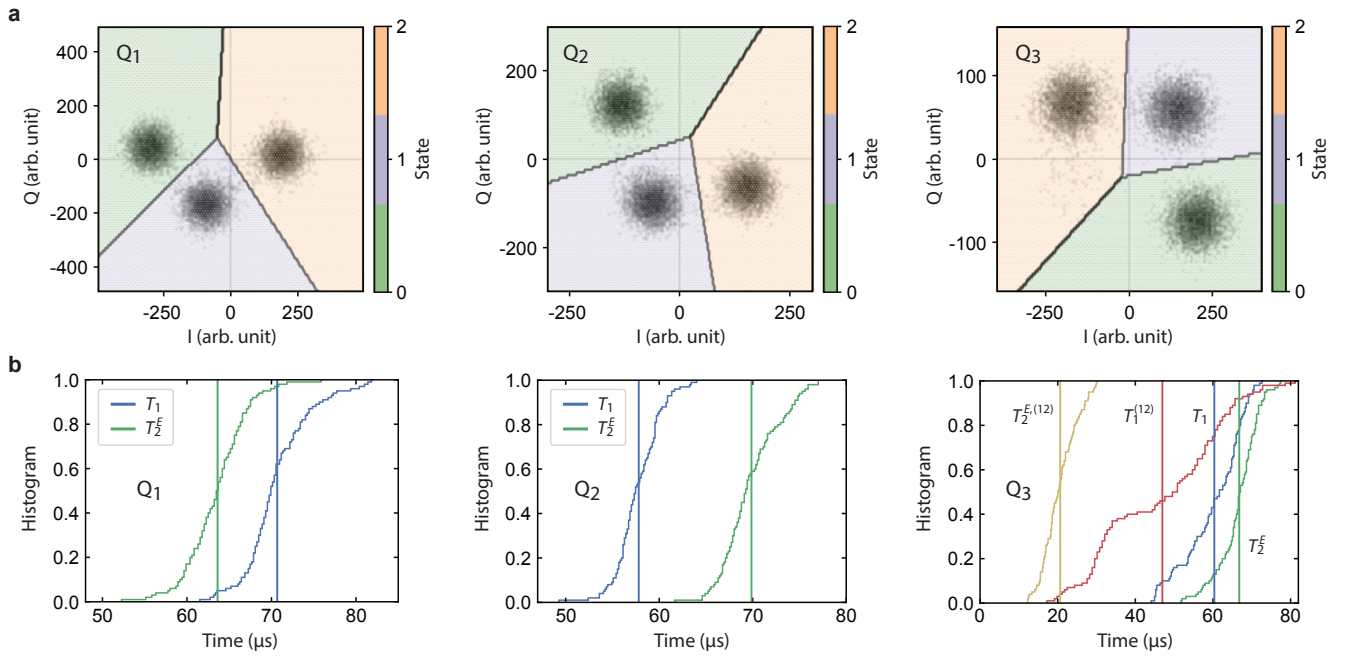 a
Q1
400
200
0
-200
-400
Q (arb. unit)
-250
0
250
I (arb. unit)
2
1
0
State
Q2
200
0
-200
Q (arb. unit)
-250
0
250
I (arb. unit)
2
1
0
State
Q3
100
0
-100
Q (arb. unit)
-250
0
250
I (arb. unit)
2
1
0
State
b
T1
T2^E
Q1
1.0
0.8
0.6
0.4
0.2
0.0
Histogram
50
60
70
80
Time (μs)
T1
T2^E
Q2
1.0
0.8
0.6
0.4
0.2
0.0
Histogram
50
60
70
80
Time (μs)
T2^E,(12)
T1^(12)
T1
Q3
T2^E
1.0
0.8
0.6
0.4
0.2
0.0
Histogram
0
20
40
60
80
Time (μs)